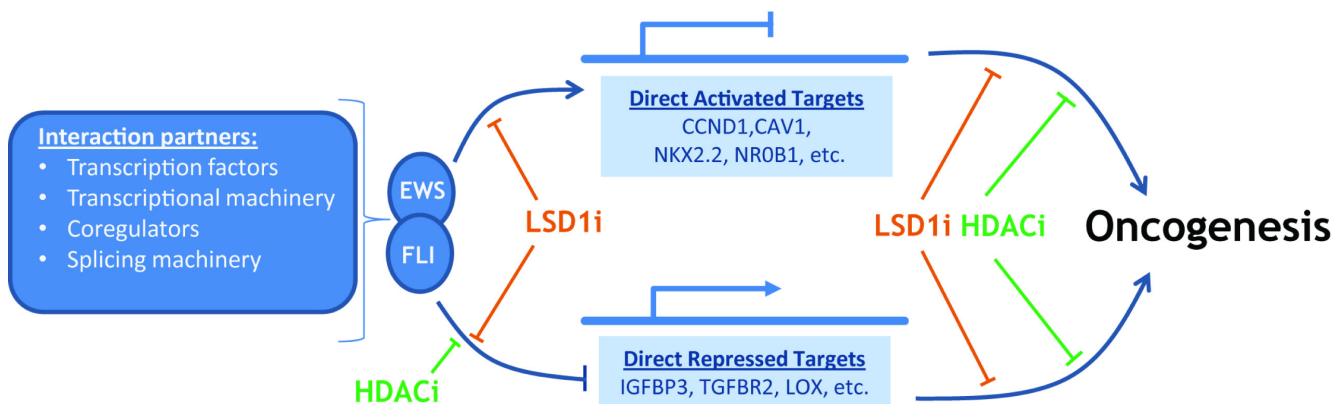 Interaction partners:
• Transcription factors
• Transcriptional machinery
• Coregulators
• Splicing machinery
EWS
FLI
HDACi
LSD1i
Direct Activated Targets
CCND1,CAV1,
NKX2.2, NR0B1, etc.
Direct Repressed Targets
IGFBP3, TGFBR2, LOX, etc.
LSD1i HDACi
Oncogenesis